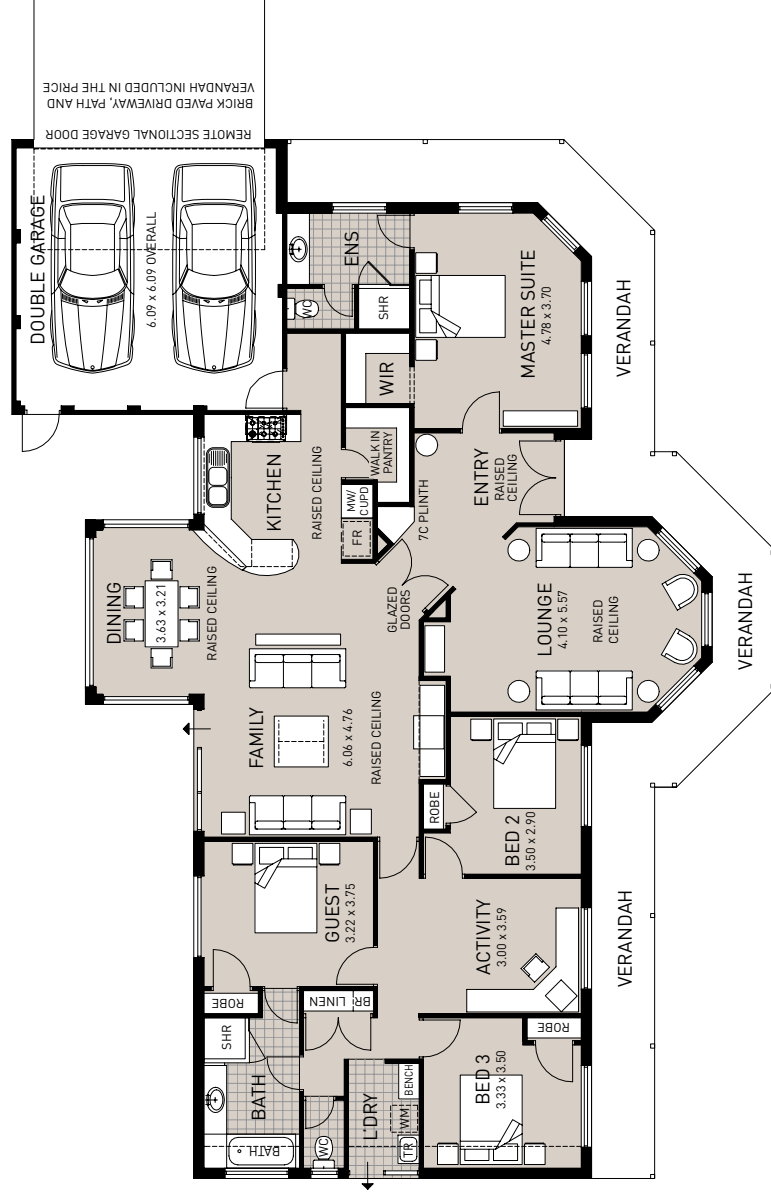 REMOTE SECTIONAL GARAGE DOOR
BRICK PAVED DRIVEWAY, PATH AND
VERANDAH INCLUDED IN THE PRICE
DOUBLE GARAGE
6.09 x 6.09 OVERALL
ENS
WC
SHR
WIR
MASTER SUITE
4.78 x 3.70
VERANDAH
KITCHEN
RAISED CEILING
WALK IN
PANTRY
MW/
CUPD
FR
7C PLINTH
ENTRY
RAISED
CEILING
DINING
3.63 x 3.21
RAISED CEILING
GLAZED
DOORS
LOUNGE
4.10 x 5.57
RAISED
CEILING
VERANDAH
FAMILY
6.06 x 4.76
RAISED CEILING
ROBE
BED 2
3.50 x 2.90
GUEST
3.22 x 3.75
ACTIVITY
3.00 x 3.59
VERANDAH
ROBE
SHR
LINEN
BR
BATH
BATH
WC
L'DRY
BENCH
WM
TR
BED 3
3.33 x 3.50
ROBE